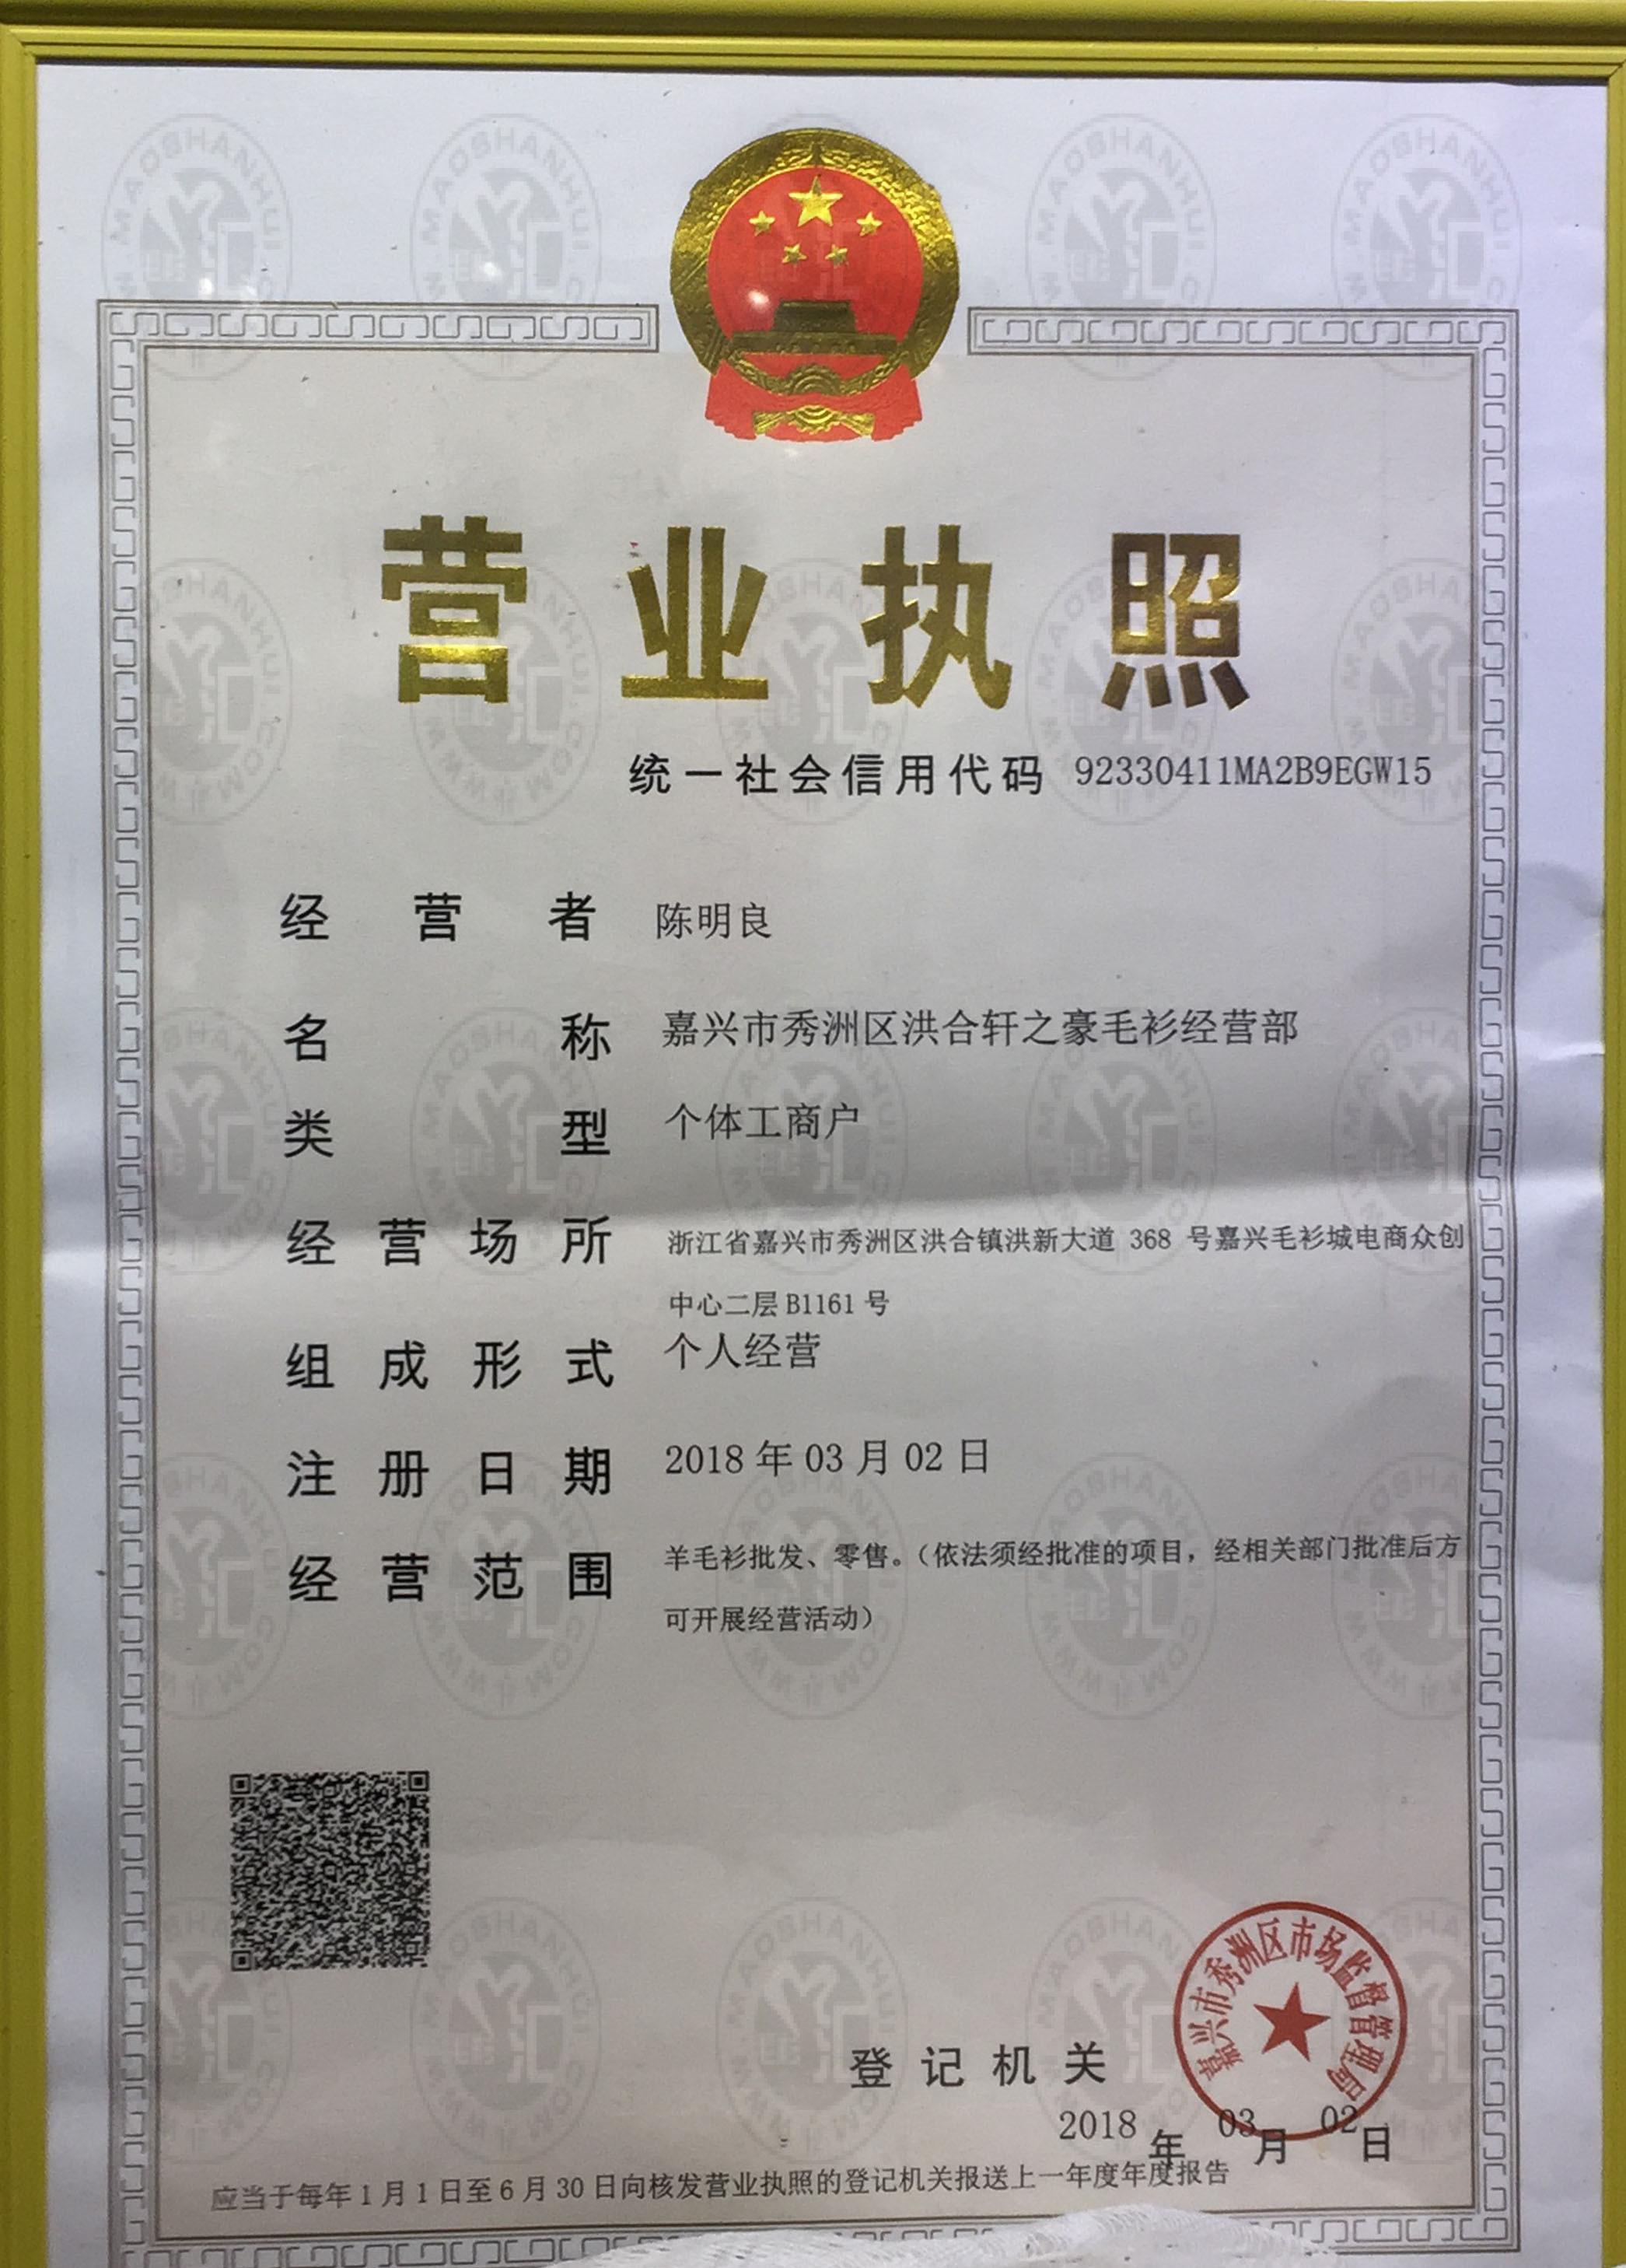 营业执照
统一社会信用代码 92330411MA2B9EGW15
经营者 陈明良
名称 嘉兴市秀洲区洪合轩之豪毛衫经营部
类型 个体工商户
经营场所 浙江省嘉兴市秀洲区洪合镇洪新大道 368 号嘉兴毛衫城电商众创
中心二层 B1161 号
组成形式 个人经营
注册日期 2018 年 03 月 02 日
经营范围 羊毛衫批发、零售。（依法须经批准的项目，经相关部门批准后方
可开展经营活动）
嘉兴市秀洲区市场监督管理局
登记机关
2018 年 03 月 02 日
应当于每年1月1日至6月30日向核发营业执照的登记机关报送上一年度年度报告